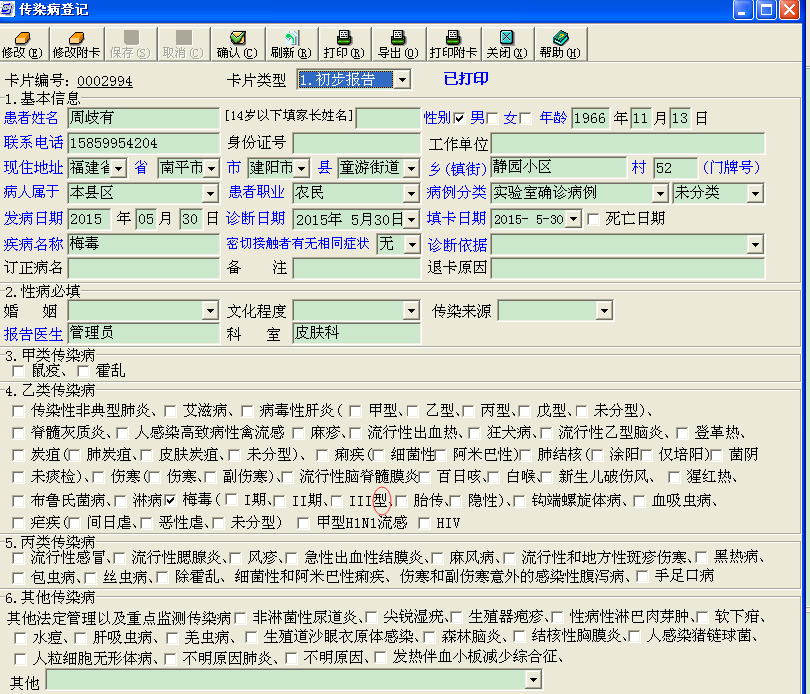 传染病登记
修改(E) 修改附卡 保存(S) 取消(C) 确认(C) 刷新(R) 打印(R) 导出(O) 打印附卡 关闭(X) 帮助(H)
卡片编号: 0002994 卡片类型 1.初步报告 已打印
1.基本信息
患者姓名 周歧有 [14岁以下填家长姓名] 性别 男 女 年龄 1966 年 11 月 13 日
联系电话 15859954204 身份证号 工作单位
现住地址 福建省 省 南平市 市 建阳市 县 童游街道 乡(镇街) 静园小区 村 52 (门牌号)
病人属于 本县区 患者职业 农民 病例分类 实验室确诊病例 未分类
发病日期 2015 年 05 月 30 日 诊断日期 2015年 5月30日 填卡日期 2015- 5-30 死亡日期
疾病名称 梅毒 密切接触者有无相同症状 无 诊断依据
订正病名 备 注 退卡原因
2.性病必填
婚 姻 文化程度 传染来源
报告医生 管理员 科 室 皮肤科
3.甲类传染病
鼠疫、 霍乱
4.乙类传染病
传染性非典型肺炎、 艾滋病、 病毒性肝炎( 甲型、 乙型、 丙型、 戊型、 未分型)、
脊髓灰质炎、 人感染高致病性禽流感 麻疹、 流行性出血热、 狂犬病、 流行性乙型脑炎、 登革热、
炭疽( 肺炭疽、 皮肤炭疽、 未分型)、 痢疾( 细菌性 阿米巴性) 肺结核( 涂阳 仅培阳) 菌阴
未痰检)、 伤寒( 伤寒、 副伤寒)、 流行性脑脊髓膜炎 百日咳、 白喉、 新生儿破伤风、 猩红热、
布鲁氏菌病、 淋病 梅毒( I期、 II期、 III型、 胎传、 隐性)、 钩端螺旋体病、 血吸虫病、
疟疾( 间日虐、 恶性虐、 未分型) 甲型H1N1流感 HIV
5.丙类传染病
流行性感冒、 流行性腮腺炎、 风疹、 急性出血性结膜炎、 麻风病、 流行性和地方性斑疹伤寒、 黑热病、
包虫病、 丝虫病、 除霍乱、细菌性和阿米巴性痢疾、伤寒和副伤寒意外的感染性腹泻病、 手足口病
6.其他传染病
其他法定管理以及重点监测传染病 非淋菌性尿道炎、 尖锐湿疣、 生殖器疱疹、 性病性淋巴肉芽肿、 软下疳、
水痘、 肝吸虫病、 羌虫病、 生殖道沙眼衣原体感染、 森林脑炎、 结核性胸膜炎、 人感染猪链球菌、
人粒细胞无形体病、 不明原因肺炎、 不明原因、 发热伴血小板减少综合征、
其他